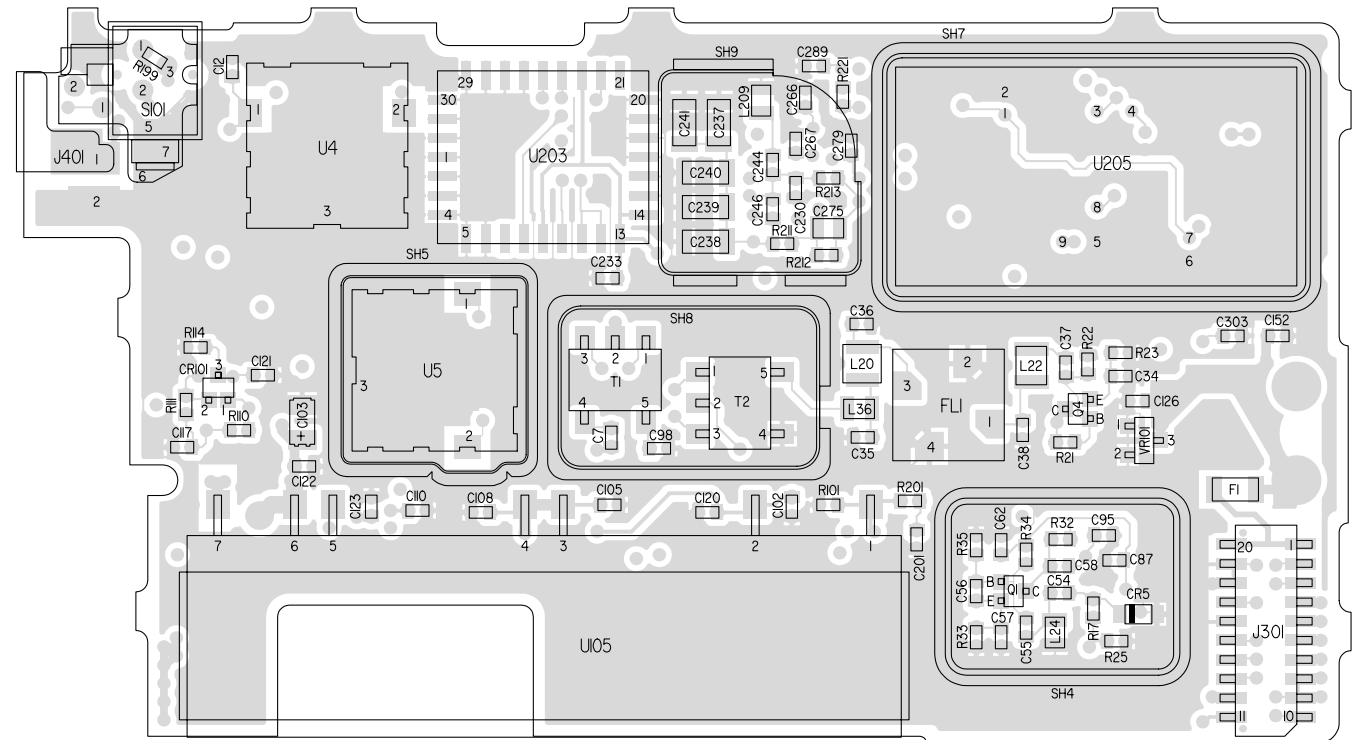 SH7
SH9
C289
1
R199
3
2
S101
5
7
6
J401
1
2
1
2
C12
1
2
U4
3
29
21
30
20
1
U203
4
14
5
13
L209
C266
R221
C241
C237
C267
C279
C244
C240
R213
C239
C246
C230
C275
C238
R211
R212
2
1
3
4
U205
8
9
5
7
6
SH5
C233
1
U5
3
2
SH8
3
2
1
T1
4
5
1
5
2
T2
3
4
C7
C98
C36
L20
L36
C35
3
2
FL1
1
4
L22
C38
C37
R22
R23
C34
Q4
C
E
B
R21
C126
1
VR101
3
2
C303
C152
R114
CR101
3
C121
R111
2
1
R110
C117
C103
+
C122
C123
C110
C108
C105
C120
C102
R101
R201
C201
7
6
5
4
3
2
1
U105
R35
C62
R34
R32
C95
C58
C87
C56
B
Q1
C
E
C54
CR5
R33
C57
C55
L24
R17
R25
SH4
F1
20
1
J301
11
10